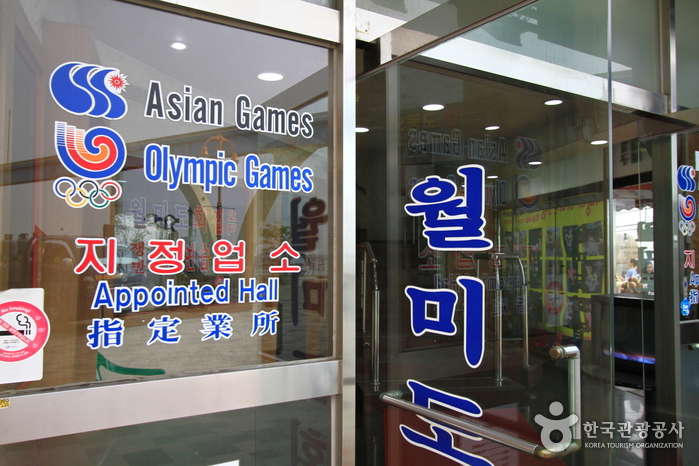 Asian Games
Olympic Games
지정업소
Appointed Hall
指定業所
월미도
한국관광공사
KOREA TOURISM ORGANIZATION